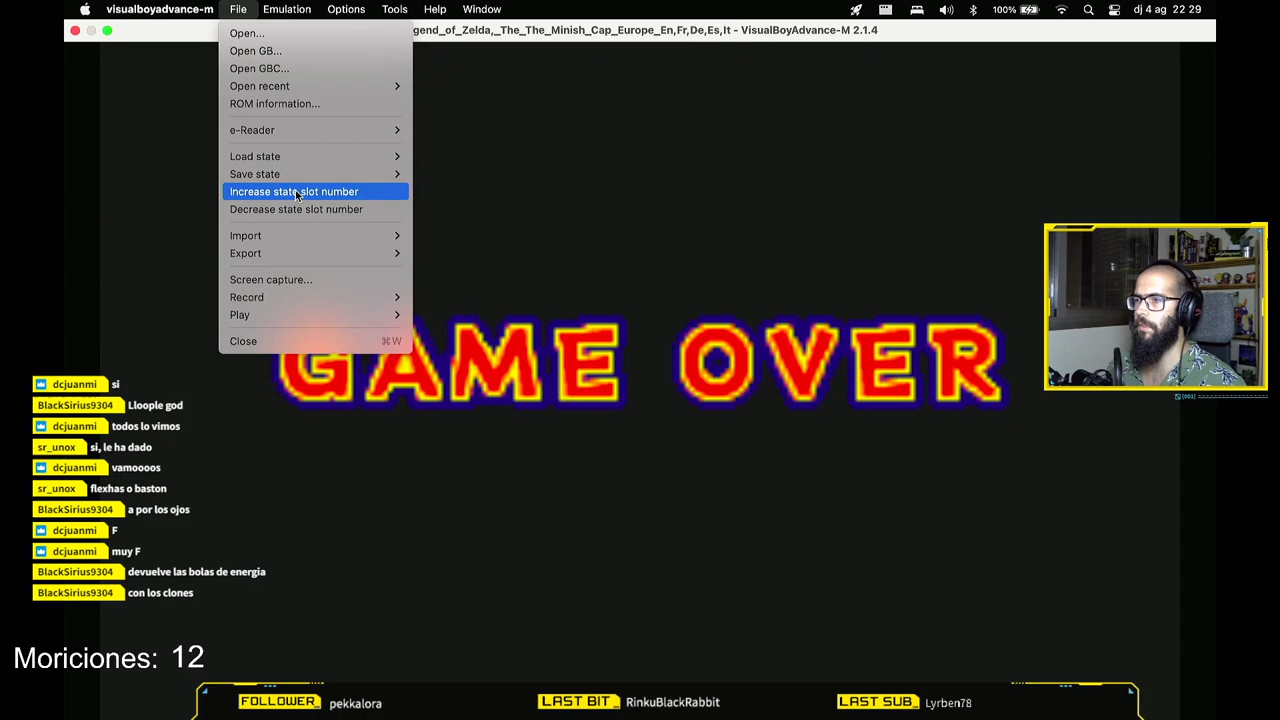 visualboyadvance-m File Emulation Options Tools Help Window 100% dj 4 ag 22 29
gend_of_Zelda,_The_The_Minish_Cap_Europe_En,Fr,De,Es,It - VisualBoyAdvance-M 2.1.4
Open...
Open GB...
Open GBC...
Open recent
ROM information...
e-Reader
Load state
Save state
Increase state slot number
Decrease state slot number
Import
Export
Screen capture...
Record
Play
Close ⌘W
GAME OVER
dcjuanmi si
BlackSirius9304 Lloople god
dcjuanmi todos lo vimos
sr_unox si, le ha dado
dcjuanmi vamoooos
sr_unox flexhas o baston
BlackSirius9304 a por los ojos
dcjuanmi F
dcjuanmi muy F
BlackSirius9304 devuelve las bolas de energia
BlackSirius9304 con los clones
[001]
Moriciones: 12
FOLLOWER pekkalora LAST BIT RinkuBlackRabbit LAST SUB Lyrben78